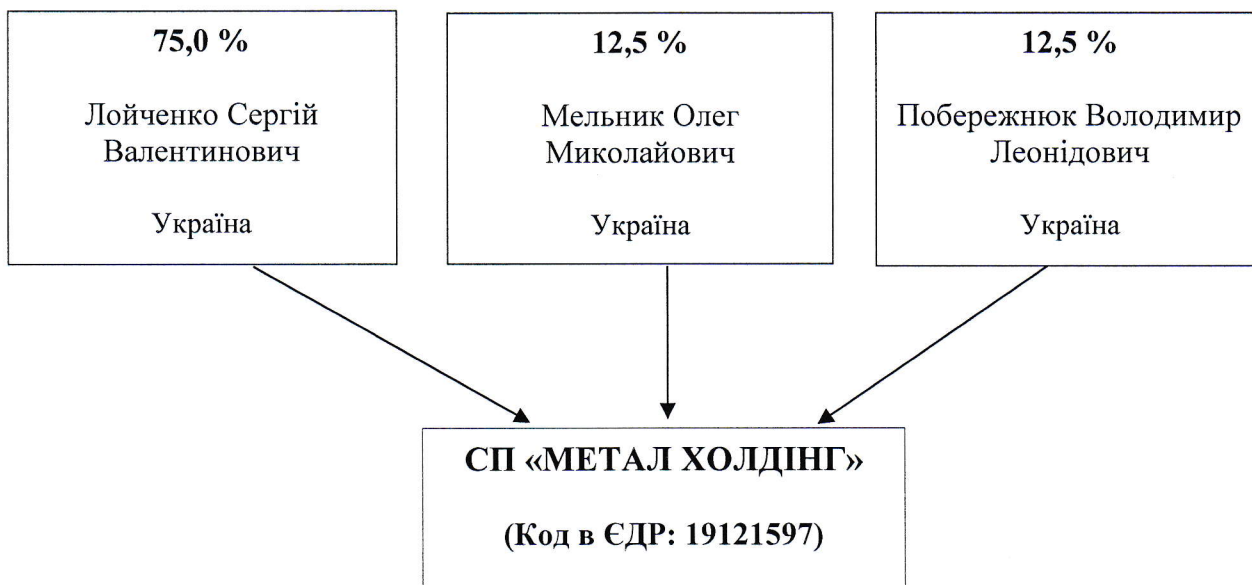 75,0 %
Лойченко Сергій
Валентинович
Україна
12,5 %
Мельник Олег
Миколайович
Україна
12,5 %
Побережнюк Володимир
Леонідович
Україна
СП «МЕТАЛ ХОЛДІНГ»
(Код в ЄДР: 19121597)